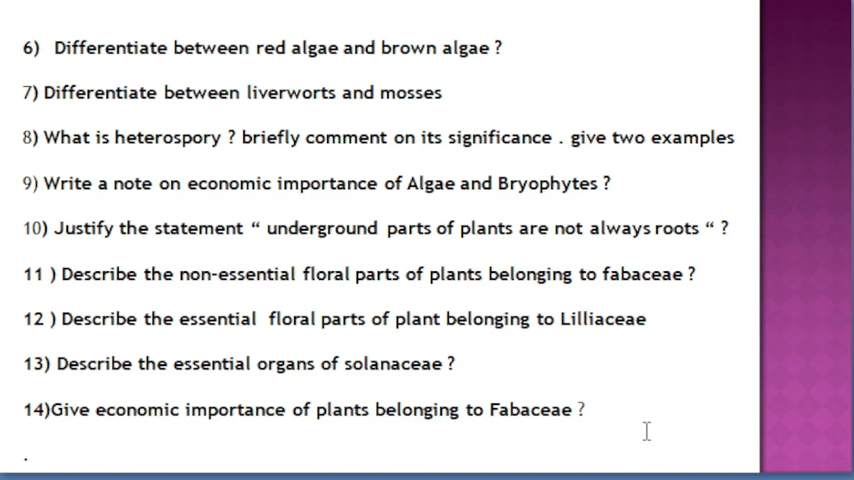 6) Differentiate between red algae and brown algae ?
7) Differentiate between liverworts and mosses
8) What is heterospory ? briefly comment on its significance . give two examples
9) Write a note on economic importance of Algae and Bryophytes ?
10) Justify the statement “ underground parts of plants are not always roots “ ?
11 ) Describe the non-essential floral parts of plants belonging to fabaceae ?
12 ) Describe the essential floral parts of plant belonging to Lilliaceae
13) Describe the essential organs of solanaceae ?
14)Give economic importance of plants belonging to Fabaceae ?
.